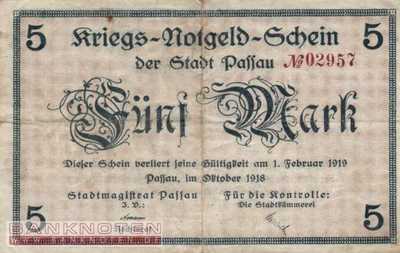 5 Kriegs-Notgeld-Schein 5
der Stadt Passau №02957
Fünf Mark
Dieser Schein verliert seine Gültigkeit am 1. Februar 1919
Passau, im Oktober 1918
Stadtmagistrat Passau Für die Kontrolle:
I. V.: Die Stadtkämmerei
5 5
BANKNOTEN